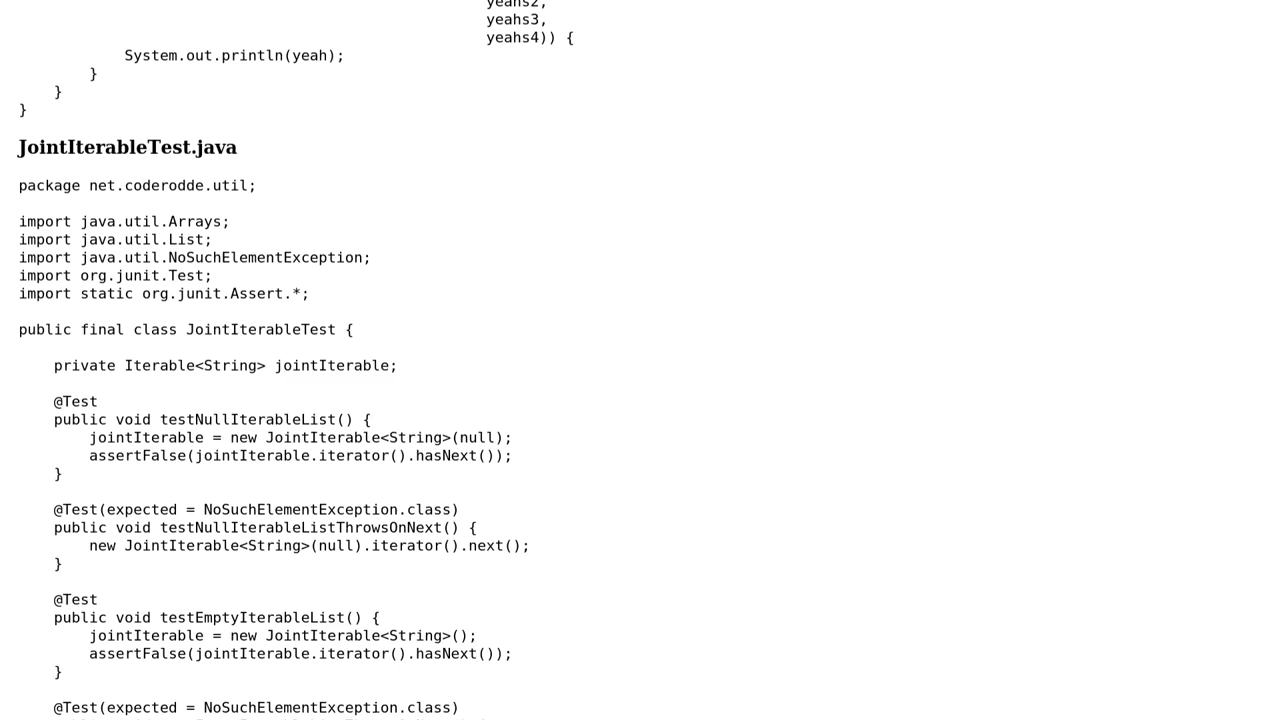 yeahs2,
yeahs3,
yeahs4)) {
System.out.println(yeah);
}
}
}
JointIterableTest.java
package net.coderodde.util;
import java.util.Arrays;
import java.util.List;
import java.util.NoSuchElementException;
import org.junit.Test;
import static org.junit.Assert.*;
public final class JointIterableTest {
private Iterable<String> jointIterable;
@Test
public void testNullIterableList() {
jointIterable = new JointIterable<String>(null);
assertFalse(jointIterable.iterator().hasNext());
}
@Test(expected = NoSuchElementException.class)
public void testNullIterableListThrowsOnNext() {
new JointIterable<String>(null).iterator().next();
}
@Test
public void testEmptyIterableList() {
jointIterable = new JointIterable<String>();
assertFalse(jointIterable.iterator().hasNext());
}
@Test(expected = NoSuchElementException.class)